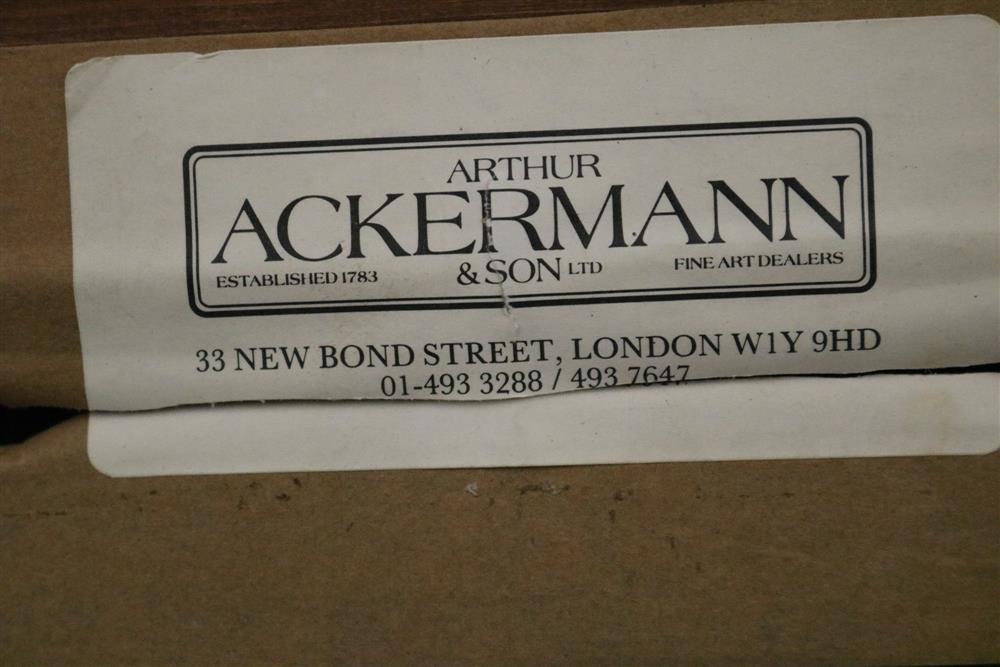 ARTHUR
ACKERMANN
ESTABLISHED 1783 & SON LTD FINE ART DEALERS
33 NEW BOND STREET, LONDON W1Y 9HD
01-493 3288 / 493 7647